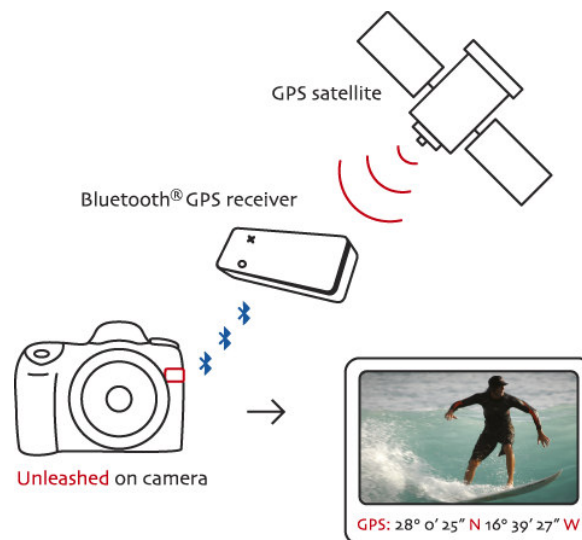 GPS satellite
Bluetooth® GPS receiver
Unleashed on camera
GPS: 28° 0′ 25″ N 16° 39′ 27″ W